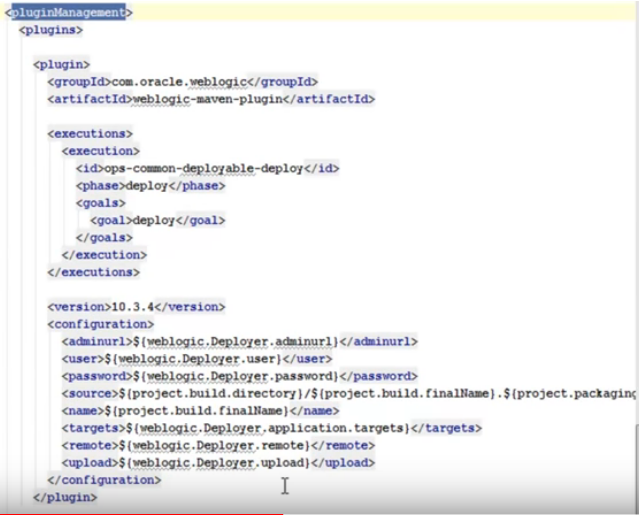 <pluginManagement>
<plugins>
<plugin>
<groupId>com.oracle.weblogic</groupId>
<artifactId>weblogic-maven-plugin</artifactId>
<executions>
<execution>
<id>ops-common-deployable-deploy</id>
<phase>deploy</phase>
<goals>
<goal>deploy</goal>
</goals>
</execution>
</executions>
<version>10.3.4</version>
<configuration>
<adminurl>${weblogic.Deployer.adminurl}</adminurl>
<user>${weblogic.Deployer.user}</user>
<password>${weblogic.Deployer.password}</password>
<source>${project.build.directory}/${project.build.finalName}.${project.packaging
<name>${project.build.finalName}</name>
<targets>${weblogic.Deployer.application.targets}</targets>
<remote>${weblogic.Deployer.remote}</remote>
<upload>${weblogic.Deployer.upload}</upload>
</configuration>
</plugin>